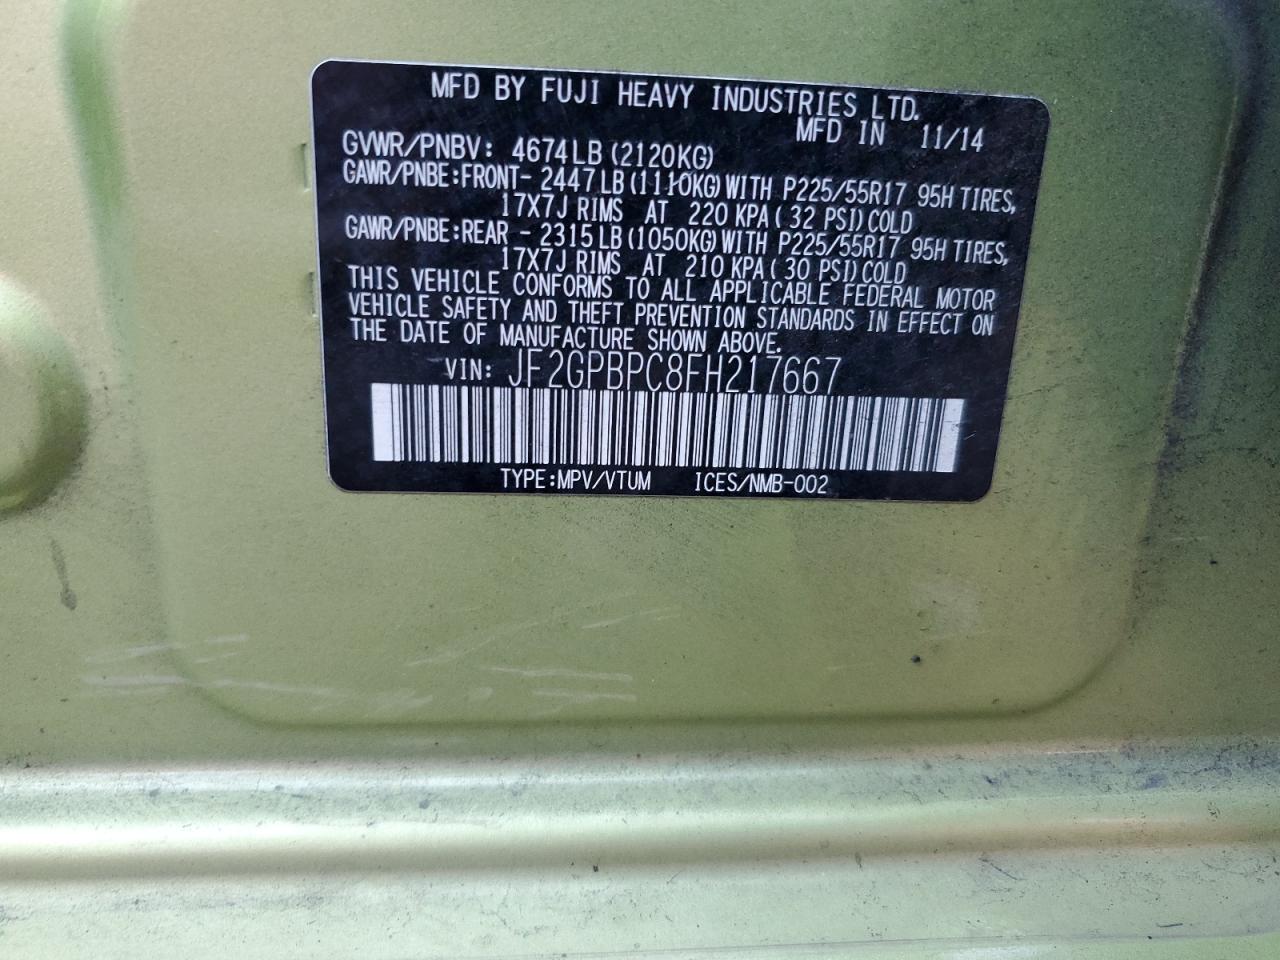 MFD BY FUJI HEAVY INDUSTRIES LTD.
MFD IN 11/14
GVWR/PNBV: 4674LB (2120KG)
GAWR/PNBE:FRONT- 2447LB (1110KG) WITH P225/55R17 95H TIRES,
17X7J RIMS AT 220 KPA ( 32 PSI) COLD
GAWR/PNBE:REAR - 2315LB (1050KG) WITH P225/55R17 95H TIRES,
17X7J RIMS AT 210 KPA ( 30 PSI) COLD
THIS VEHICLE CONFORMS TO ALL APPLICABLE FEDERAL MOTOR
VEHICLE SAFETY AND THEFT PREVENTION STANDARDS IN EFFECT ON
THE DATE OF MANUFACTURE SHOWN ABOVE.
VIN: JF2GPBPC8FH217667
TYPE:MPV/VTUM ICES/NMB-002